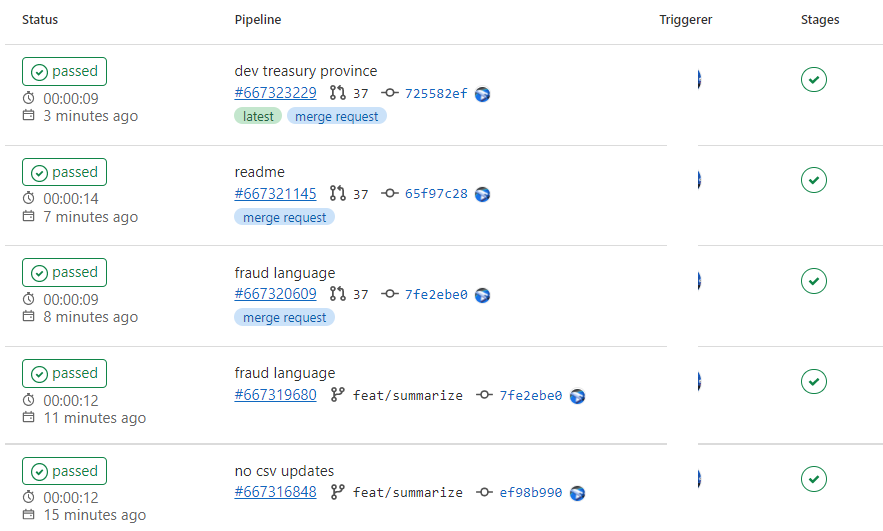 Status Pipeline Triggerer Stages
passed
00:00:09
3 minutes ago
dev treasury province
#667323229 37 725582ef
latest merge request
passed
00:00:14
7 minutes ago
readme
#667321145 37 65f97c28
merge request
passed
00:00:09
8 minutes ago
fraud language
#667320609 37 7fe2ebe0
merge request
passed
00:00:12
11 minutes ago
fraud language
#667319680 feat/summarize 7fe2ebe0
passed
00:00:12
15 minutes ago
no csv updates
#667316848 feat/summarize ef98b990